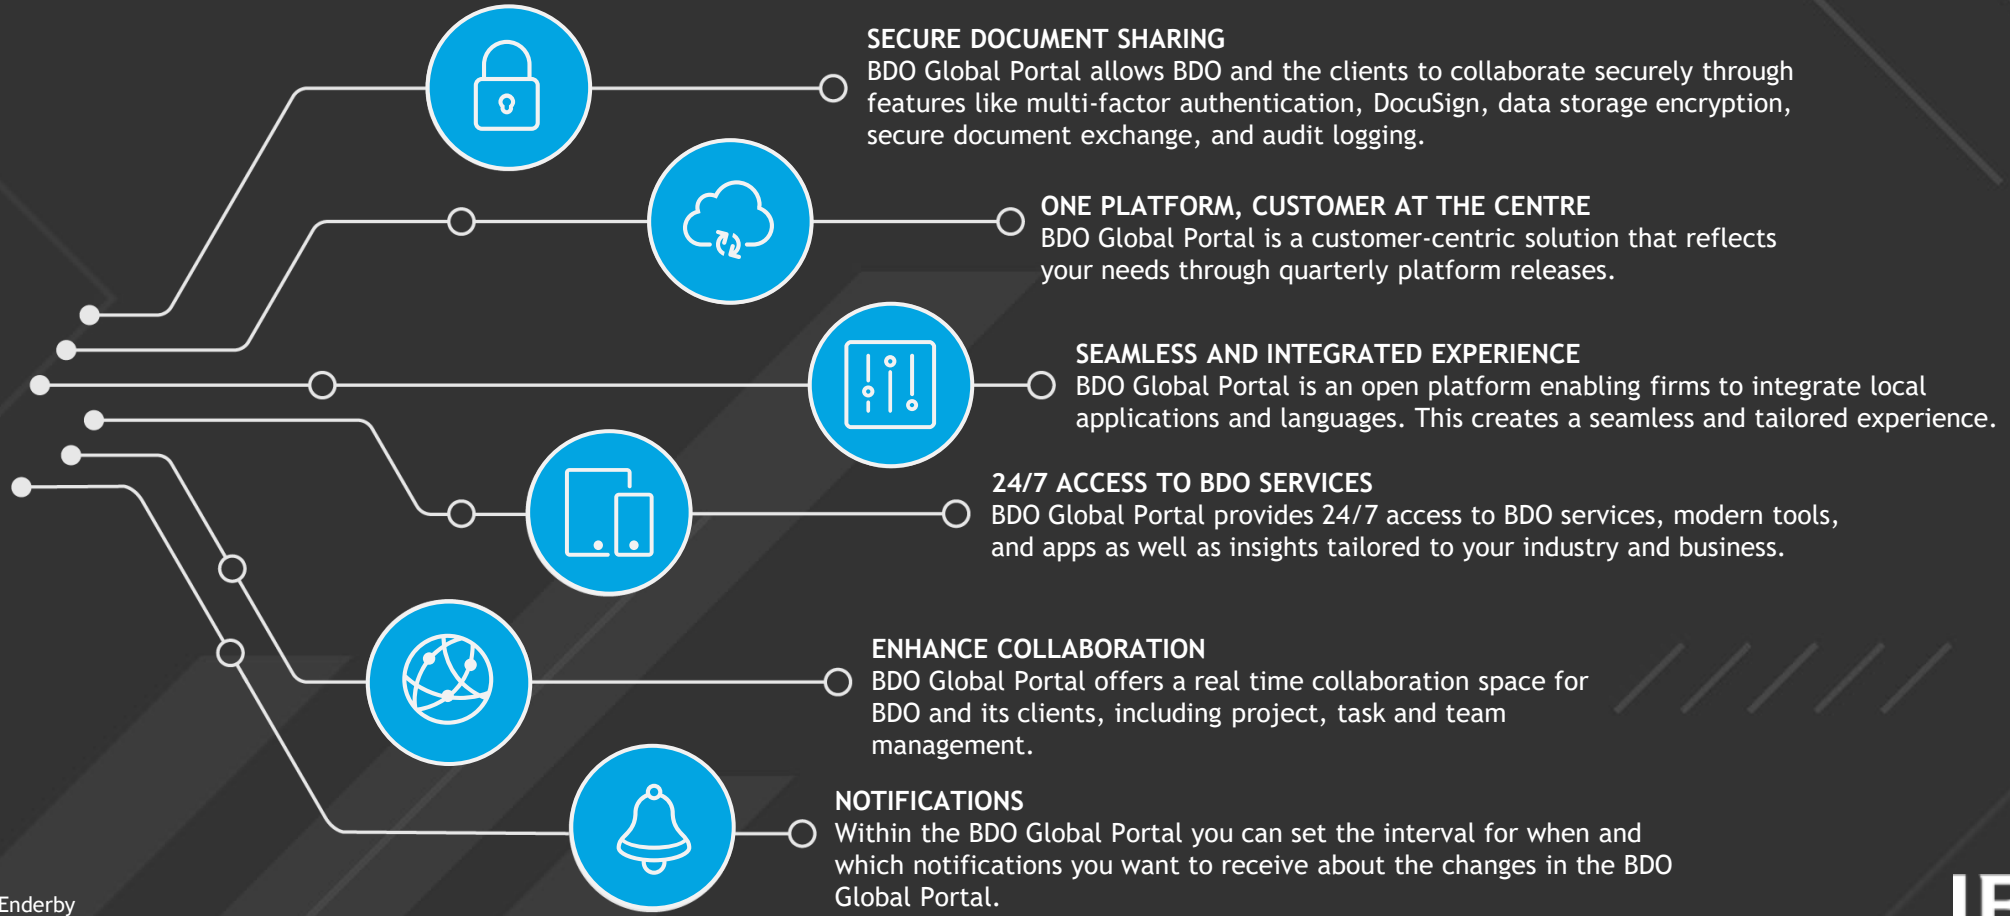 SECURE DOCUMENT SHARING
BDO Global Portal allows BDO and the clients to collaborate securely through
features like multi-factor authentication, DocuSign, data storage encryption,
secure document exchange, and audit logging.
ONE PLATFORM, CUSTOMER AT THE CENTRE
BDO Global Portal is a customer-centric solution that reflects
your needs through quarterly platform releases.
SEAMLESS AND INTEGRATED EXPERIENCE
BDO Global Portal is an open platform enabling firms to integrate local
applications and languages. This creates a seamless and tailored experience.
24/7 ACCESS TO BDO SERVICES
BDO Global Portal provides 24/7 access to BDO services, modern tools,
and apps as well as insights tailored to your industry and business.
ENHANCE COLLABORATION
BDO Global Portal offers a real time collaboration space for
BDO and its clients, including project, task and team
management.
NOTIFICATIONS
Within the BDO Global Portal you can set the interval for when and
which notifications you want to receive about the changes in the BDO
Global Portal.
Enderby